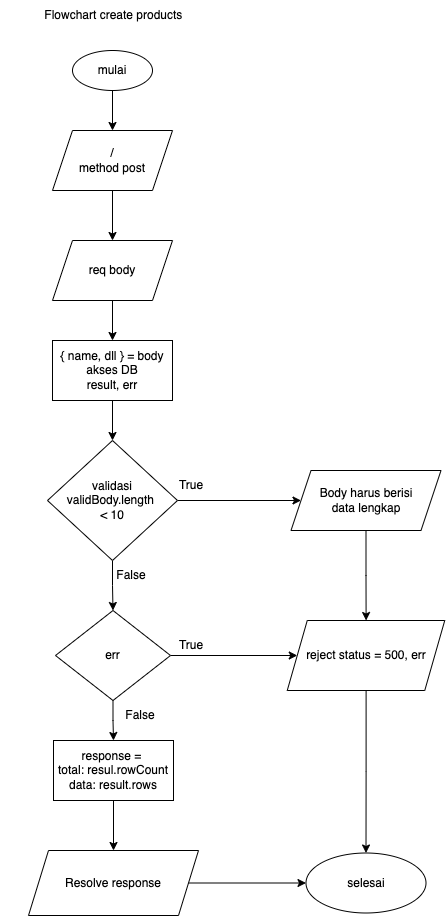 Flowchart create products
mulai
/
method post
req body
{ name, dll } = body
akses DB
result, err
validasi
validBody.length
< 10
True
Body harus berisi
data lengkap
False
err
True
reject status = 500, err
False
response =
total: resul.rowCount
data: result.rows
Resolve response
selesai